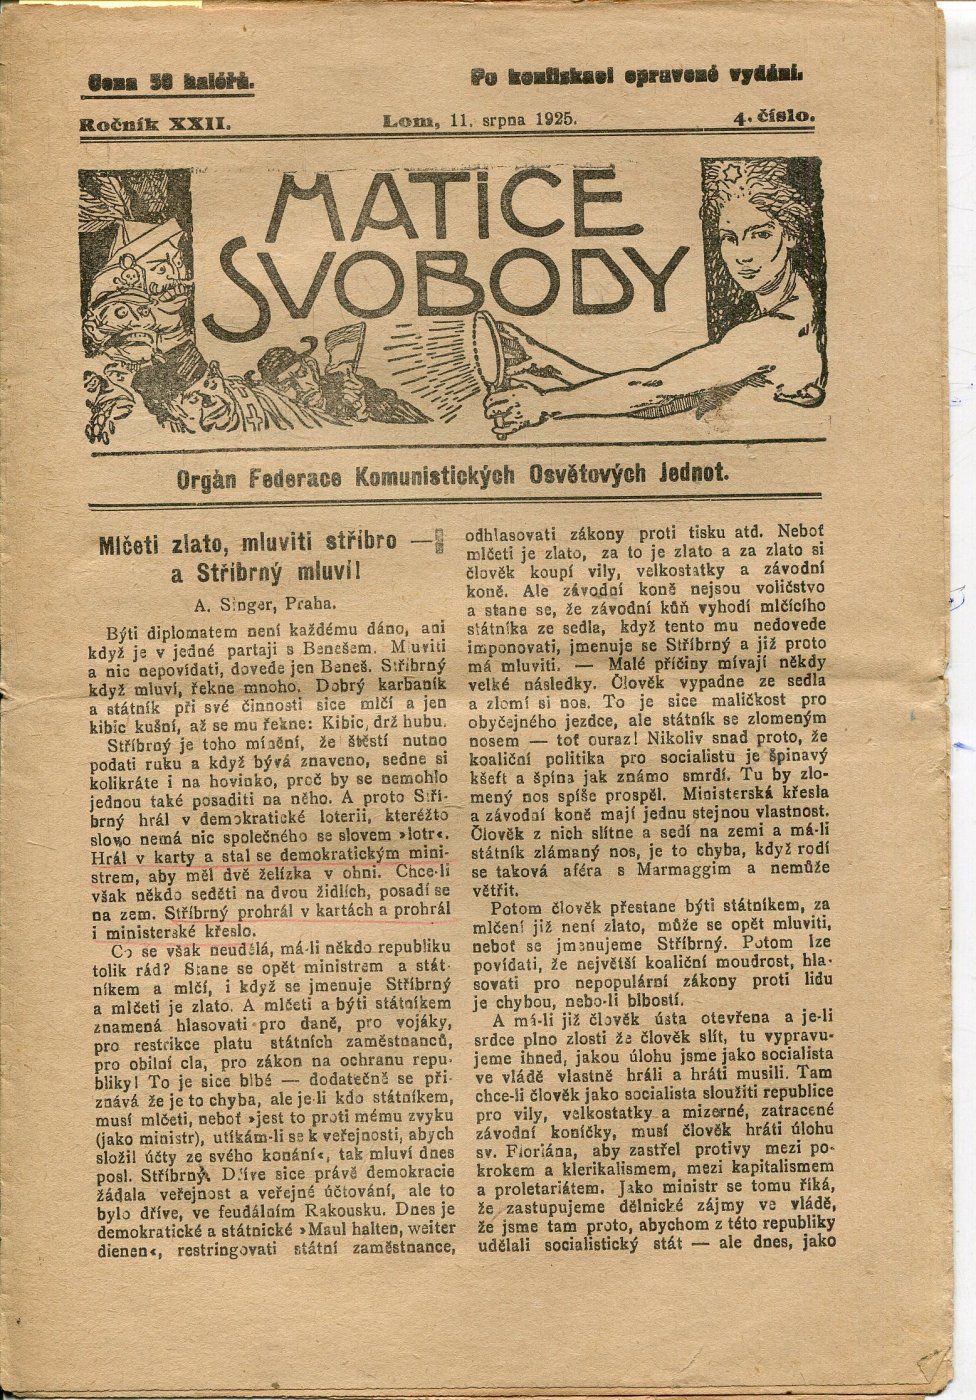 Cena 50 haléřů.
Po konfiskaci opravené vydání.
Ročník XXII.
Lom, 11. srpna 1925.
4. číslo.
MATICE
SVOBODY
Orgán Federace Komunistických Osvětových Jednot.
Mlčeti zlato, mluviti stříbro —
a Stříbrný mluví!
A. Singer, Praha.
Býti diplomatem není každému dáno, ani
když je v jedné partaji s Benešem. Mluviti
a nic nepovídati, dovede jen Beneš. Stříbrný
když mluví, řekne mnoho. Dobrý karbaník
a státník při své činnosti sice mlčí a jen
kibic kušní, až se mu řekne: Kibic, drž hubu.
Stříbrný je toho mínění, že štěstí nutno
podati ruku a když bývá znaveno, sedne si
kolikráte i na hovinko, proč by se nemohlo
jednou také posaditi na něho. A proto Stří-
brný hrál v demokratické loterii, kteréžto
slovo nemá nic společného se slovem »lotr«.
Hrál v karty a stal se demokratickým mini-
strem, aby měl dvě želízka v ohni. Chce-li
však někdo seděti na dvou židlích, posadí se
na zem. Stříbrný prohrál v kartách a prohrál
i ministerské křeslo.
Co se však neudělá, má-li někdo republiku
tolik rád? Stane se opět ministrem a stát-
níkem a mlčí, i když se jmenuje Stříbrný
a mlčeti je zlato. A mlčeti a býti státníkem
znamená hlasovati pro daně, pro vojáky,
pro restrikce platu státních zaměstnanců,
pro obilní cla, pro zákon na ochranu repu-
bliky! To je sice blbé — dodatečně se při-
znává že je to chyba, ale je-li kdo státníkem,
musí mlčeti, neboť »jest to proti mému zvyku
(jako ministr), utíkám-li se k veřejnosti, abych
složil účty ze svého konání«, tak mluví dnes
posl. Stříbrný. Dříve sice právě demokracie
žádala veřejnost a veřejné účtování, ale to
bylo dříve, ve feudálním Rakousku. Dnes je
demokratické a státnické »Maul halten, weiter
dienen«, restringovati státní zaměstnance,
odhlasovati zákony proti tisku atd. Neboť
mlčeti je zlato, za to je zlato a za zlato si
člověk koupí vily, velkostatky a závodní
koně. Ale závodní koně nejsou voličstvo
a stane se, že závodní kůň vyhodí mlčícího
státníka ze sedla, když tento mu nedovede
imponovati, jmenuje se Stříbrný a již proto
má mluviti. — Malé příčiny mívají někdy
velké následky. Člověk vypadne ze sedla
a zlomí si nos. To je sice maličkost pro
obyčejného jezdce, ale státník se zlomeným
nosem — toť ouraz! Nikoliv snad proto, že
koaliční politika pro socialistu je špinavý
kšeft a špína jak známo smrdí. Tu by zlo-
mený nos spíše prospěl. Ministerská křesla
a závodní koně mají jednu stejnou vlastnost.
Člověk z nich slítne a sedí na zemi a má-li
státník zlámaný nos, je to chyba, když rodí
se taková aféra s Marmaggim a nemůže
větřit.
Potom člověk přestane býti státníkem, za
mlčení již není zlato, může se opět mluviti,
neboť se jmenujeme Stříbrný. Potom lze
povídati, že největší koaliční moudrost, hla-
sovati pro nepopulární zákony proti lidu
je chybou, nebo-li blbostí.
A má-li již člověk ústa otevřena a je-li
srdce plno zlosti že člověk slít, tu vypravu-
jeme ihned, jakou úlohu jsme jako socialista
ve vládě vlastně hráli a hráti musili. Tam
chce-li člověk jako socialista sloužiti republice
pro vily, velkostatky a mizerné, zatracené
závodní koníčky, musí člověk hráti úlohu
sv. Floriána, aby zastřel protivy mezi po-
krokem a klerikalismem, mezi kapitalismem
a proletariátem. Jako ministr se tomu říká,
že zastupujeme dělnické zájmy ve vládě,
že jsme tam proto, abychom z této republiky
udělali socialistický stát — ale dnes, jako